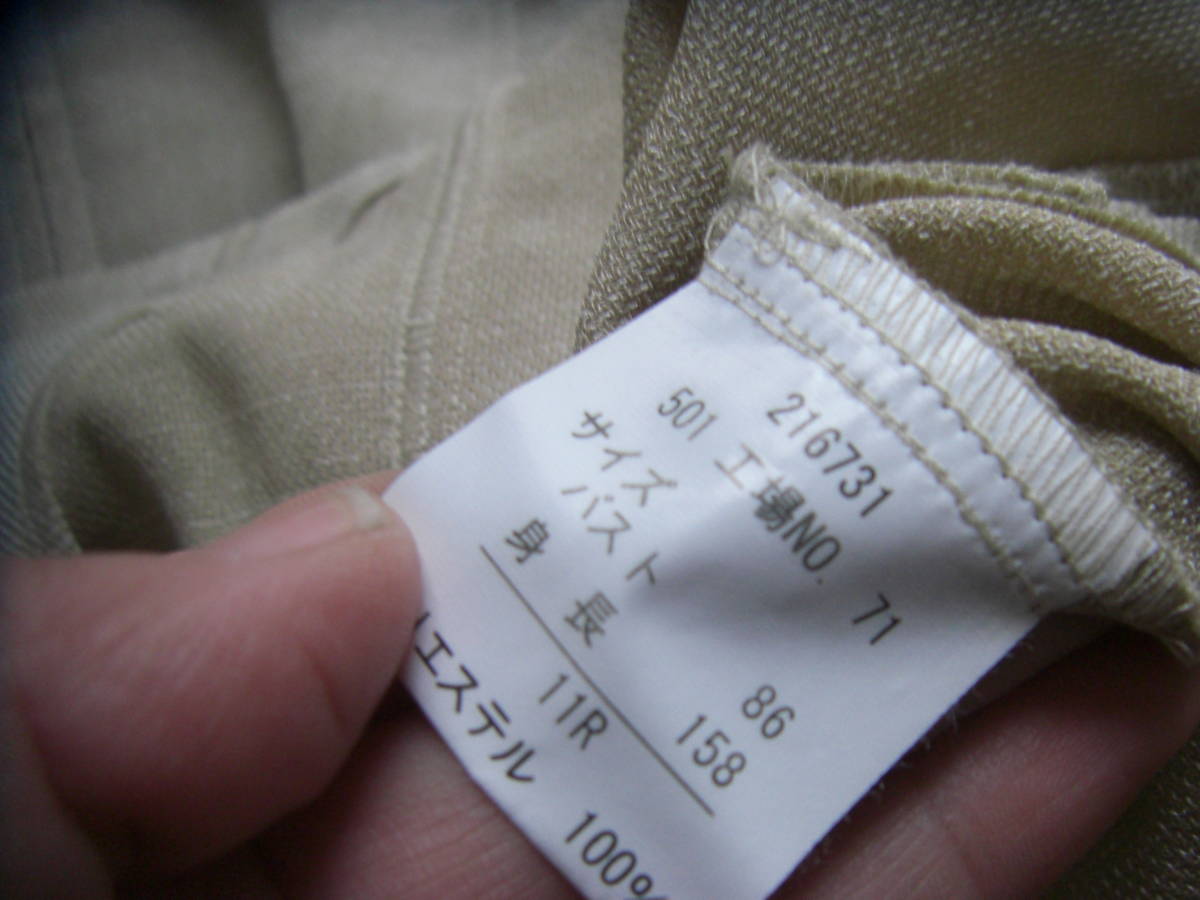 216731
501 工場NO. 71
サイズ
バスト 86
身長 158
11R
エステル 100%